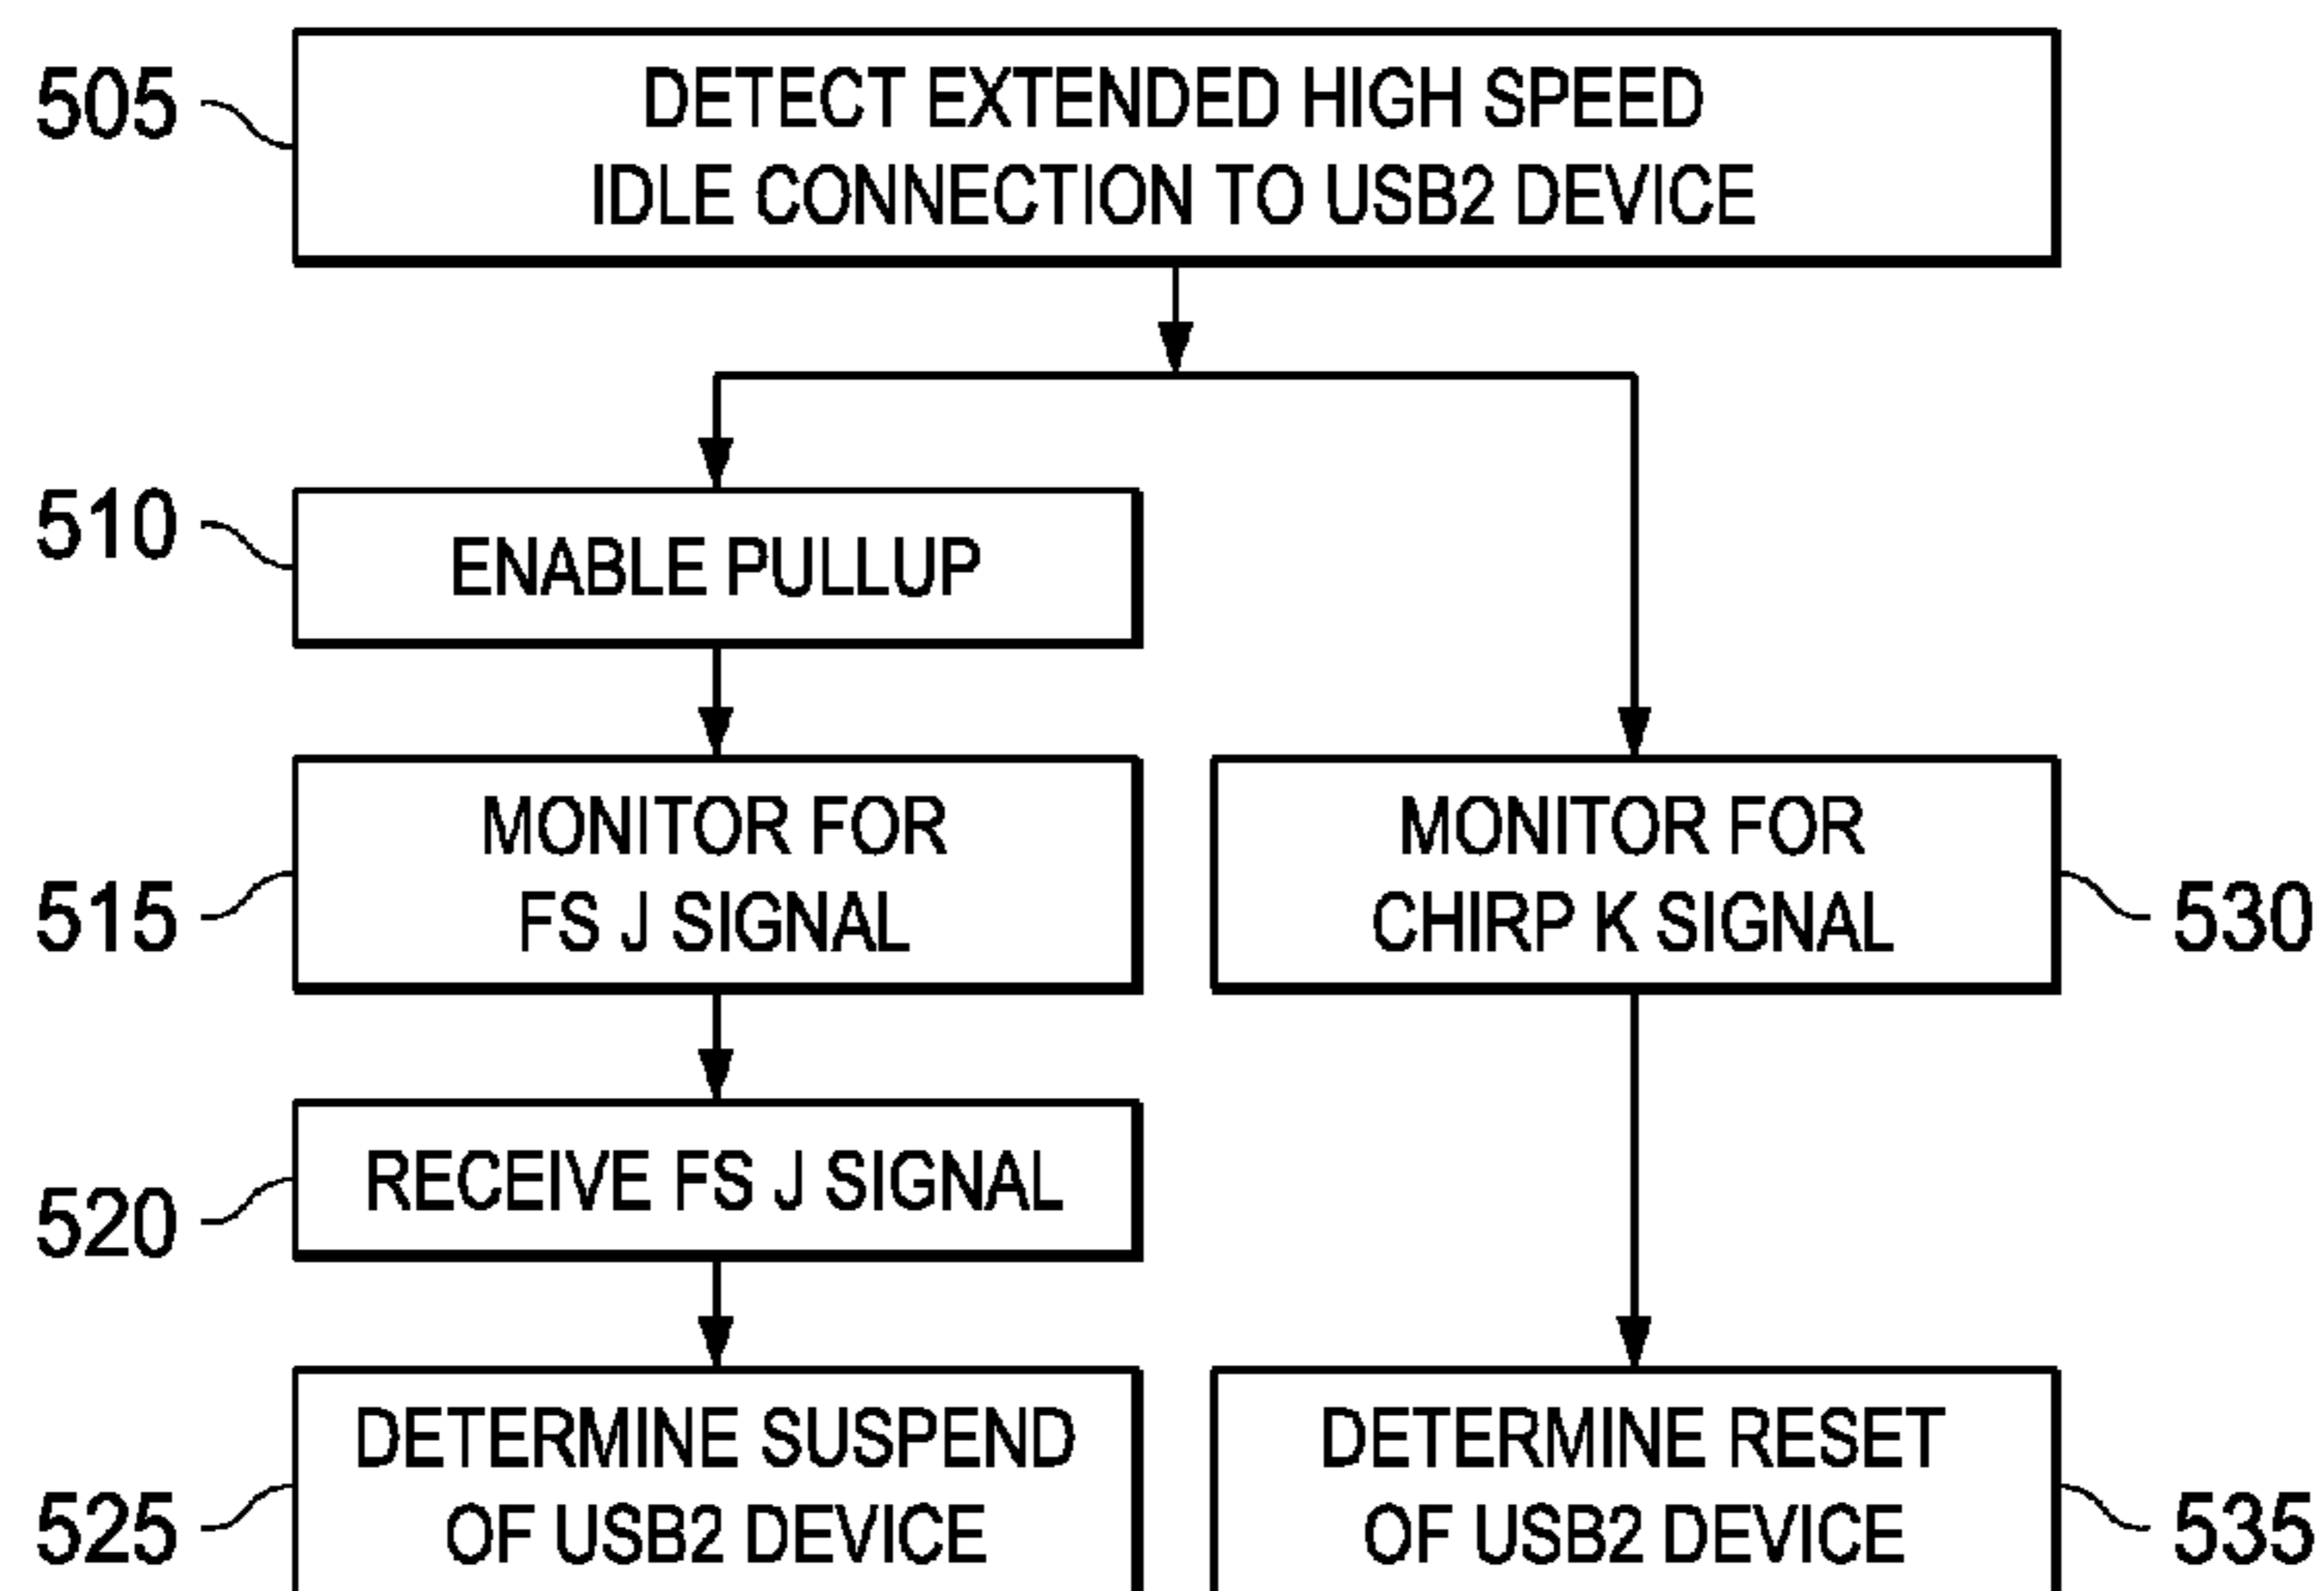 505
DETECT EXTENDED HIGH SPEED
IDLE CONNECTION TO USB2 DEVICE
510
ENABLE PULLUP
515
MONITOR FOR
FS J SIGNAL
MONITOR FOR
CHIRP K SIGNAL
530
520
RECEIVE FS J SIGNAL
525
DETERMINE SUSPEND
OF USB2 DEVICE
DETERMINE RESET
OF USB2 DEVICE
535